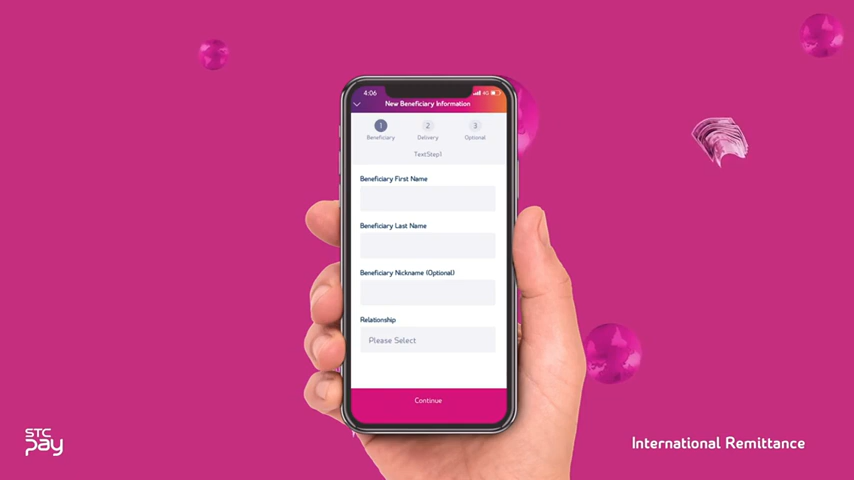 4:06
4G
New Beneficiary Information
1
2
3
Beneficiary
Delivery
Optional
TextStep1
Beneficiary First Name
Beneficiary Last Name
Beneficiary Nickname (Optional)
Relationship
Please Select
Continue
STC
pay
International Remittance